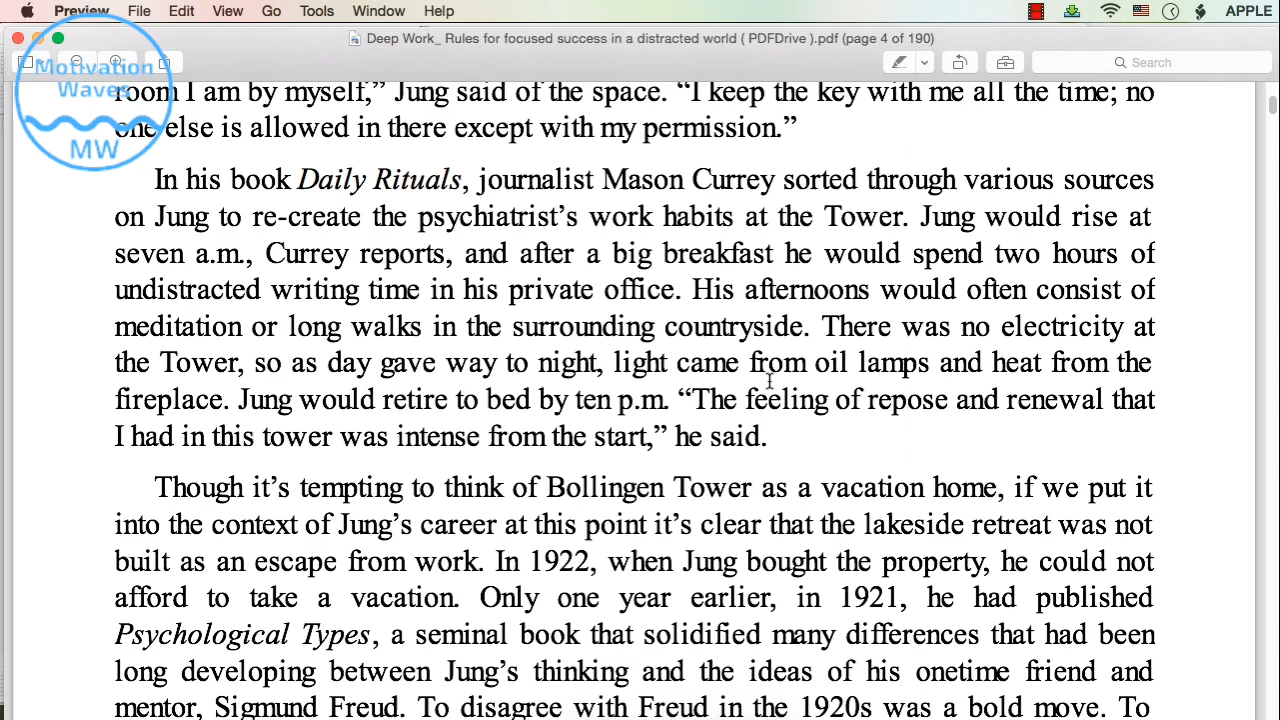 Preview File Edit View Go Tools Window Help APPLE
Deep Work_ Rules for focused success in a distracted world ( PDFDrive ).pdf (page 4 of 190)
Search
Motivation
Waves
MW
room I am by myself,” Jung said of the space. “I keep the key with me all the time; no
one else is allowed in there except with my permission.”
In his book Daily Rituals, journalist Mason Currey sorted through various sources
on Jung to re-create the psychiatrist’s work habits at the Tower. Jung would rise at
seven a.m., Currey reports, and after a big breakfast he would spend two hours of
undistracted writing time in his private office. His afternoons would often consist of
meditation or long walks in the surrounding countryside. There was no electricity at
the Tower, so as day gave way to night, light came from oil lamps and heat from the
fireplace. Jung would retire to bed by ten p.m. “The feeling of repose and renewal that
I had in this tower was intense from the start,” he said.
Though it’s tempting to think of Bollingen Tower as a vacation home, if we put it
into the context of Jung’s career at this point it’s clear that the lakeside retreat was not
built as an escape from work. In 1922, when Jung bought the property, he could not
afford to take a vacation. Only one year earlier, in 1921, he had published
Psychological Types, a seminal book that solidified many differences that had been
long developing between Jung’s thinking and the ideas of his onetime friend and
mentor, Sigmund Freud. To disagree with Freud in the 1920s was a bold move. To